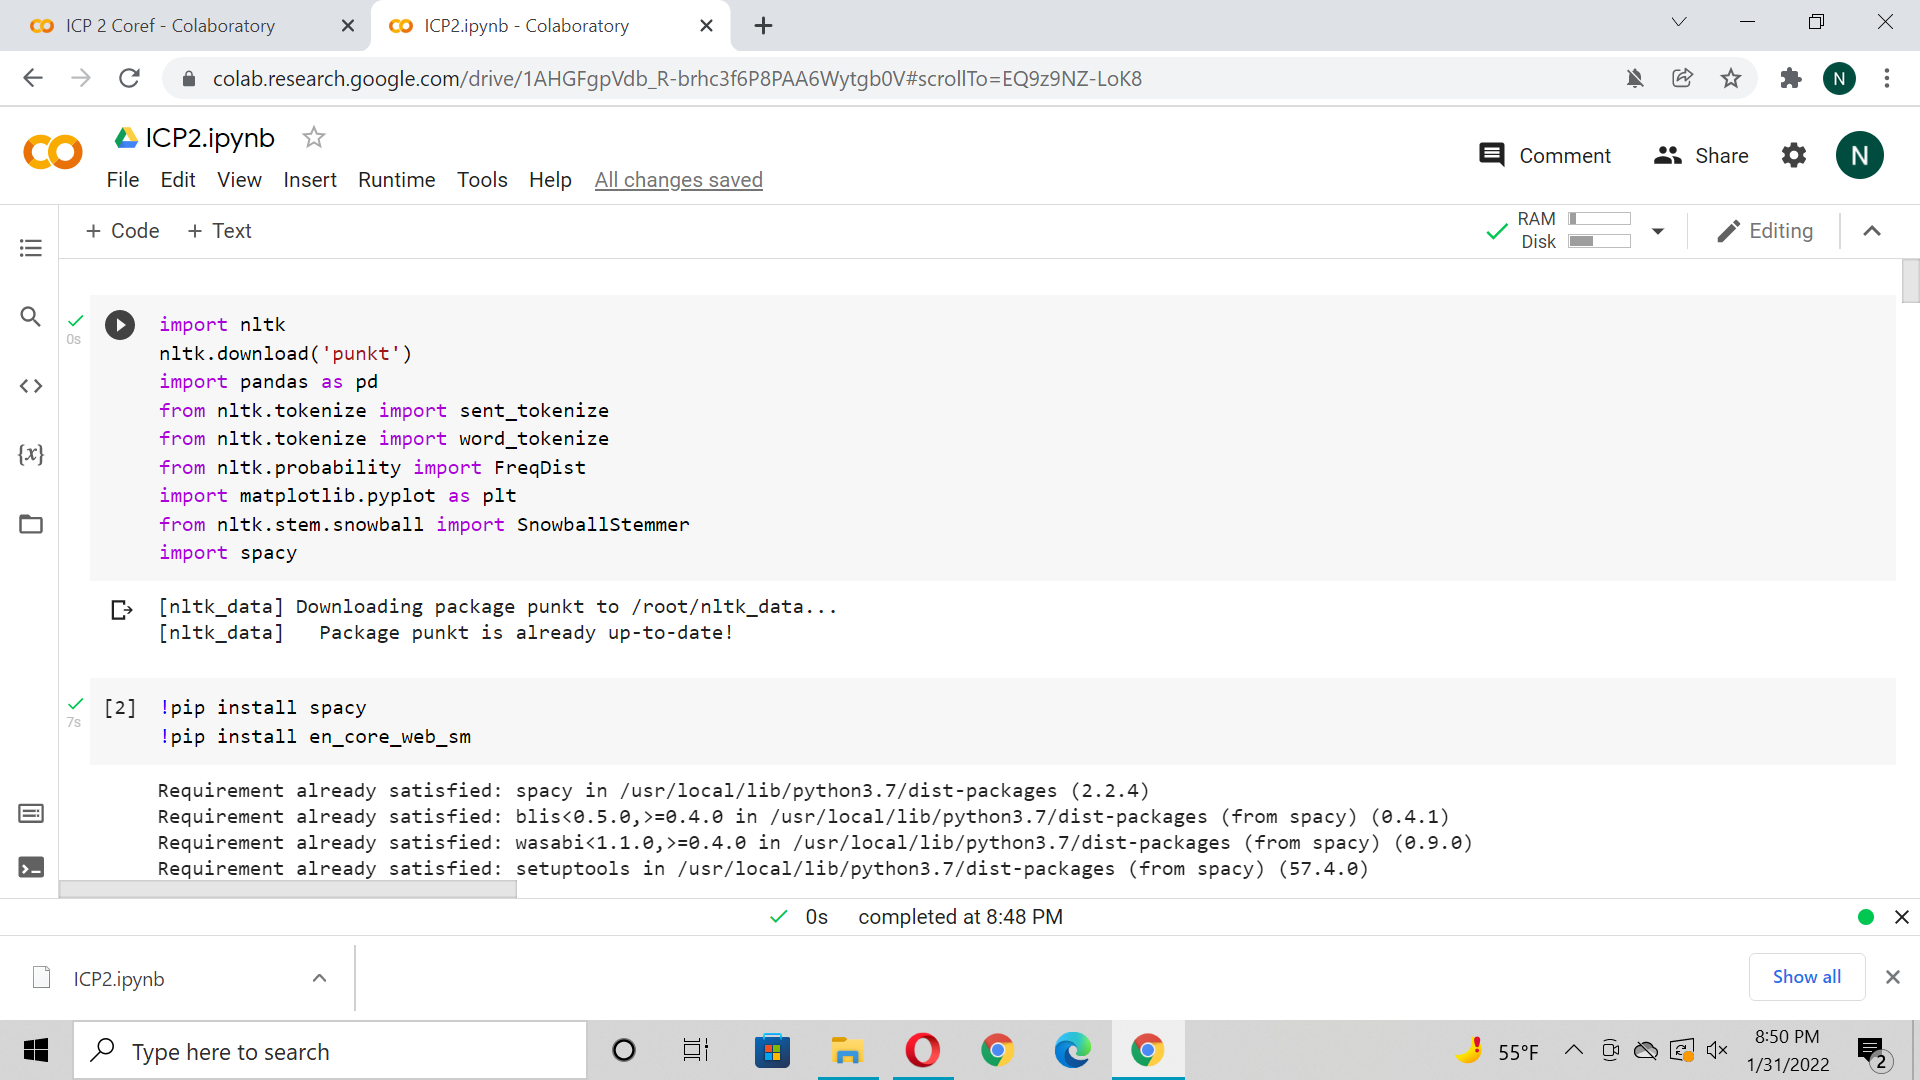 ICP 2 Coref - Colaboratory
ICP2.ipynb - Colaboratory
colab.research.google.com/drive/1AHGFgpVdb_R-brhc3f6P8PAA6Wytgb0V#scrollTo=EQ9z9NZ-LoK8
N
ICP2.ipynb
Comment
Share
N
File Edit View Insert Runtime Tools Help All changes saved
+ Code + Text
RAM
Disk
Editing
0s
import nltk
nltk.download('punkt')
import pandas as pd
from nltk.tokenize import sent_tokenize
from nltk.tokenize import word_tokenize
from nltk.probability import FreqDist
import matplotlib.pyplot as plt
from nltk.stem.snowball import SnowballStemmer
import spacy
{x}
[nltk_data] Downloading package punkt to /root/nltk_data...
[nltk_data]   Package punkt is already up-to-date!
7s
[2]
!pip install spacy
!pip install en_core_web_sm
Requirement already satisfied: spacy in /usr/local/lib/python3.7/dist-packages (2.2.4)
Requirement already satisfied: blis<0.5.0,>=0.4.0 in /usr/local/lib/python3.7/dist-packages (from spacy) (0.4.1)
Requirement already satisfied: wasabi<1.1.0,>=0.4.0 in /usr/local/lib/python3.7/dist-packages (from spacy) (0.9.0)
Requirement already satisfied: setuptools in /usr/local/lib/python3.7/dist-packages (from spacy) (57.4.0)
0s completed at 8:48 PM
ICP2.ipynb
Show all
Type here to search
55°F
8:50 PM
1/31/2022
2